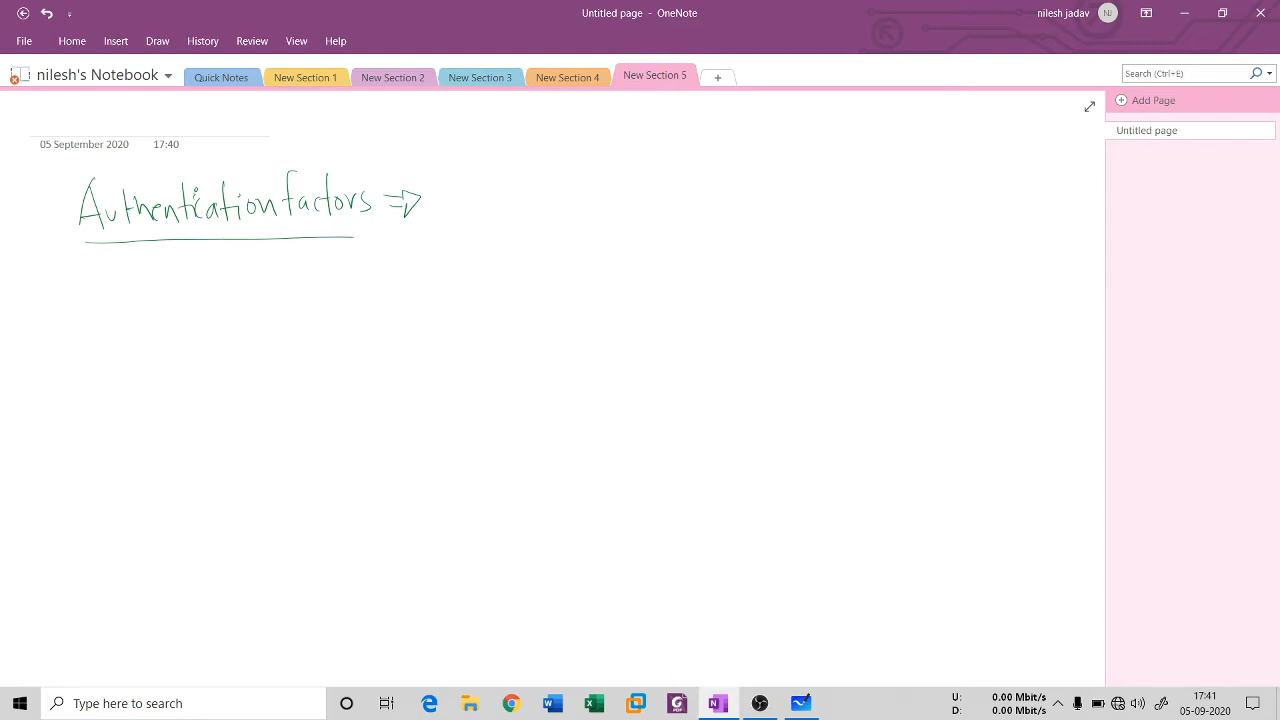 Untitled page - OneNote
nilesh jadav
NJ
File Home Insert Draw History Review View Help
nilesh's Notebook
Quick Notes New Section 1 New Section 2 New Section 3 New Section 4 New Section 5
Search (Ctrl+E)
Add Page
Untitled page
05 September 2020 17:40
Authentication factors ⇒
Type here to search
U: 0.00 Mbit/s
D: 0.00 Mbit/s
17:41
05-09-2020